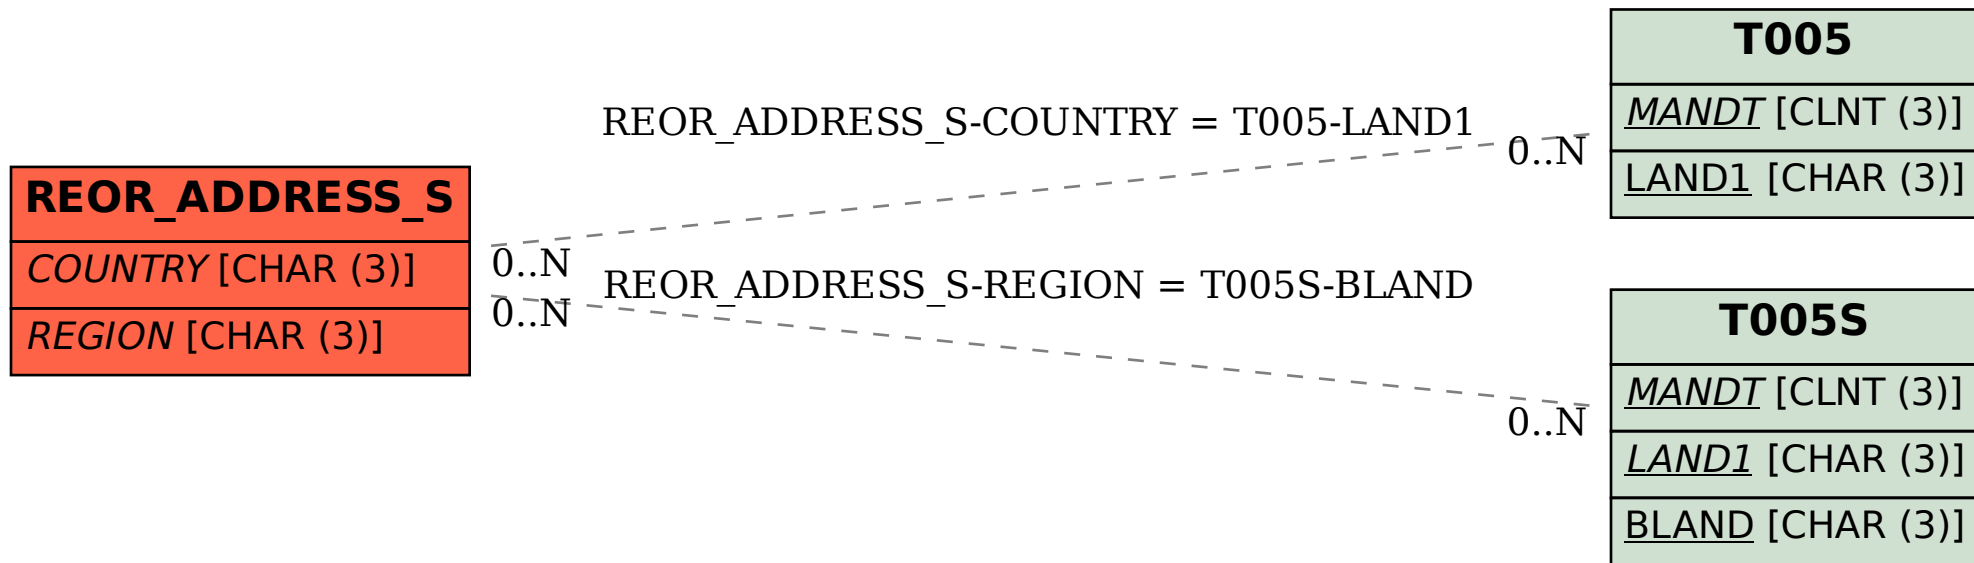 REOR_ADDRESS_S
COUNTRY [CHAR (3)]
REGION [CHAR (3)]
REOR_ADDRESS_S-COUNTRY = T005-LAND1
0..N
0..N
REOR_ADDRESS_S-REGION = T005S-BLAND
0..N
0..N
T005
MANDT [CLNT (3)]
LAND1 [CHAR (3)]
T005S
MANDT [CLNT (3)]
LAND1 [CHAR (3)]
BLAND [CHAR (3)]